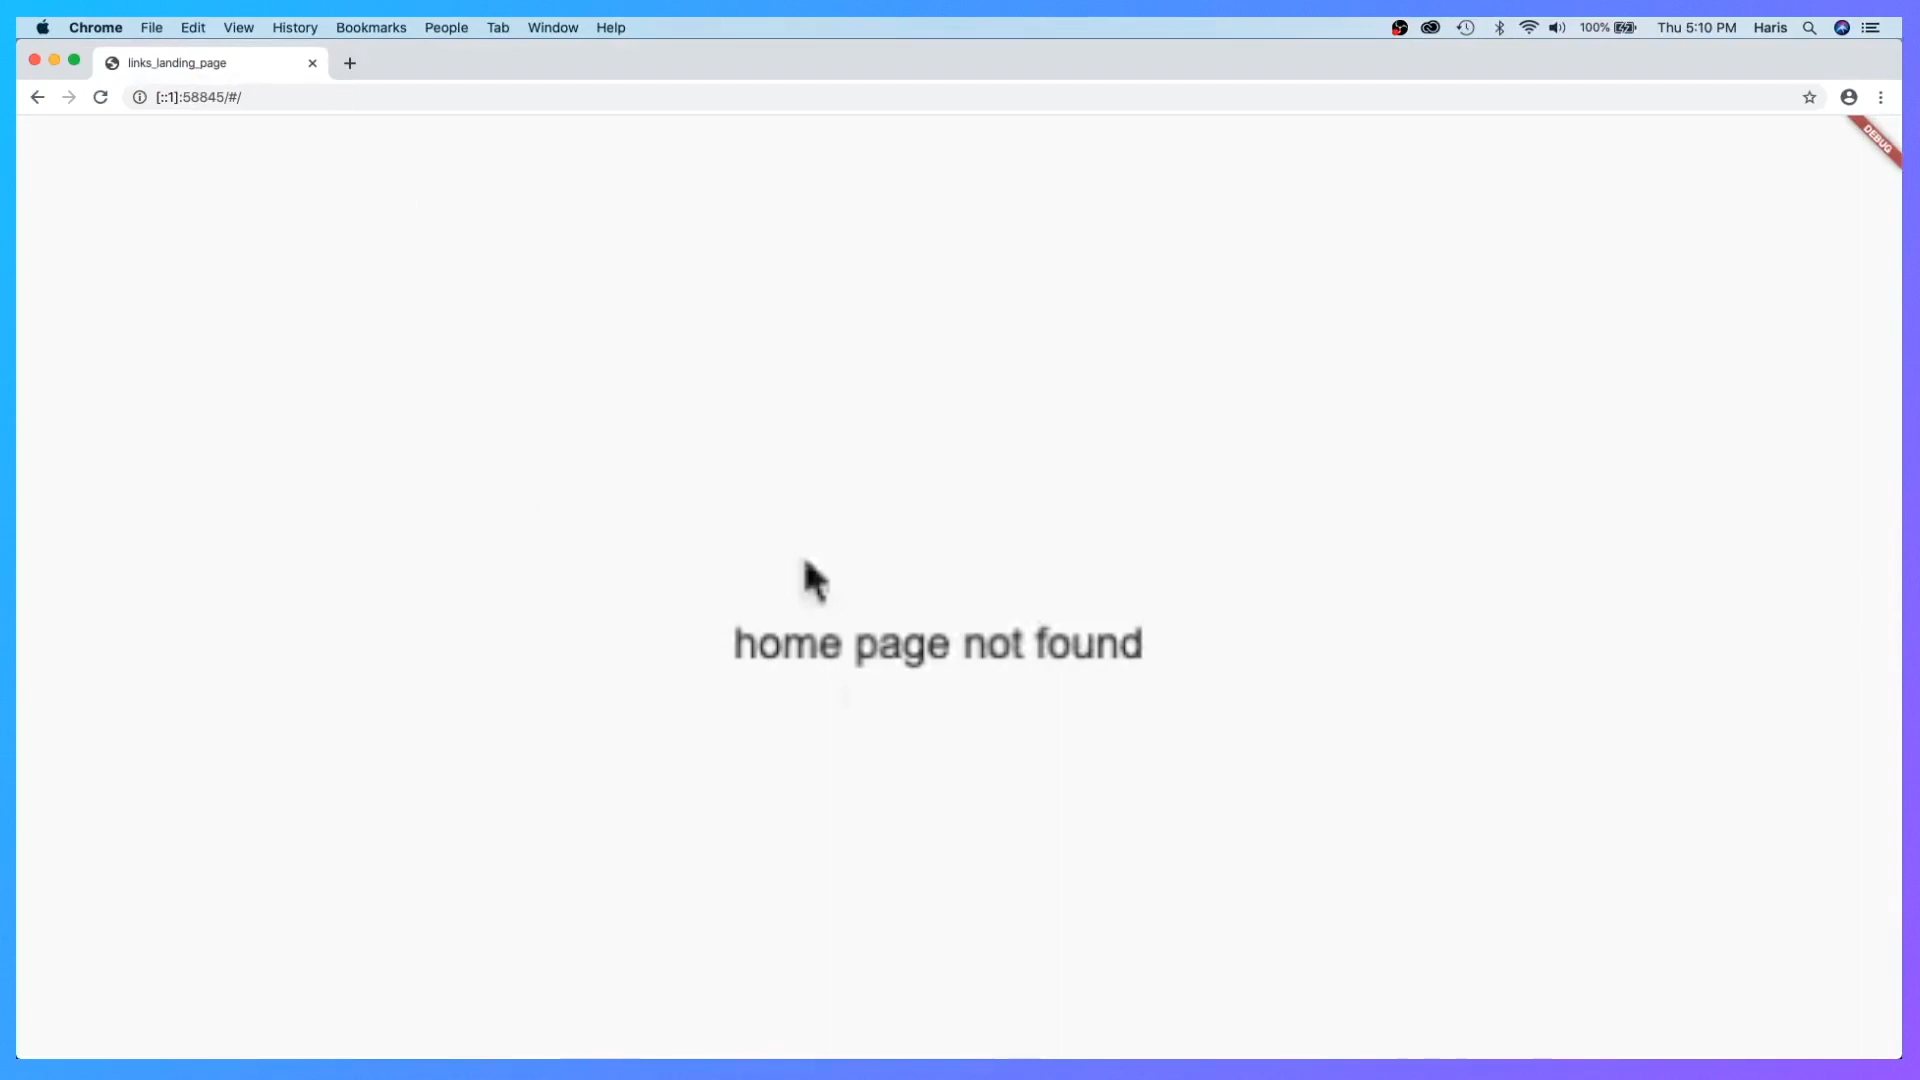 Chrome File Edit View History Bookmarks People Tab Window Help 100% Thu 5:10 PM Haris
links_landing_page
[::1]:58845/#/
DEBUG
home page not found